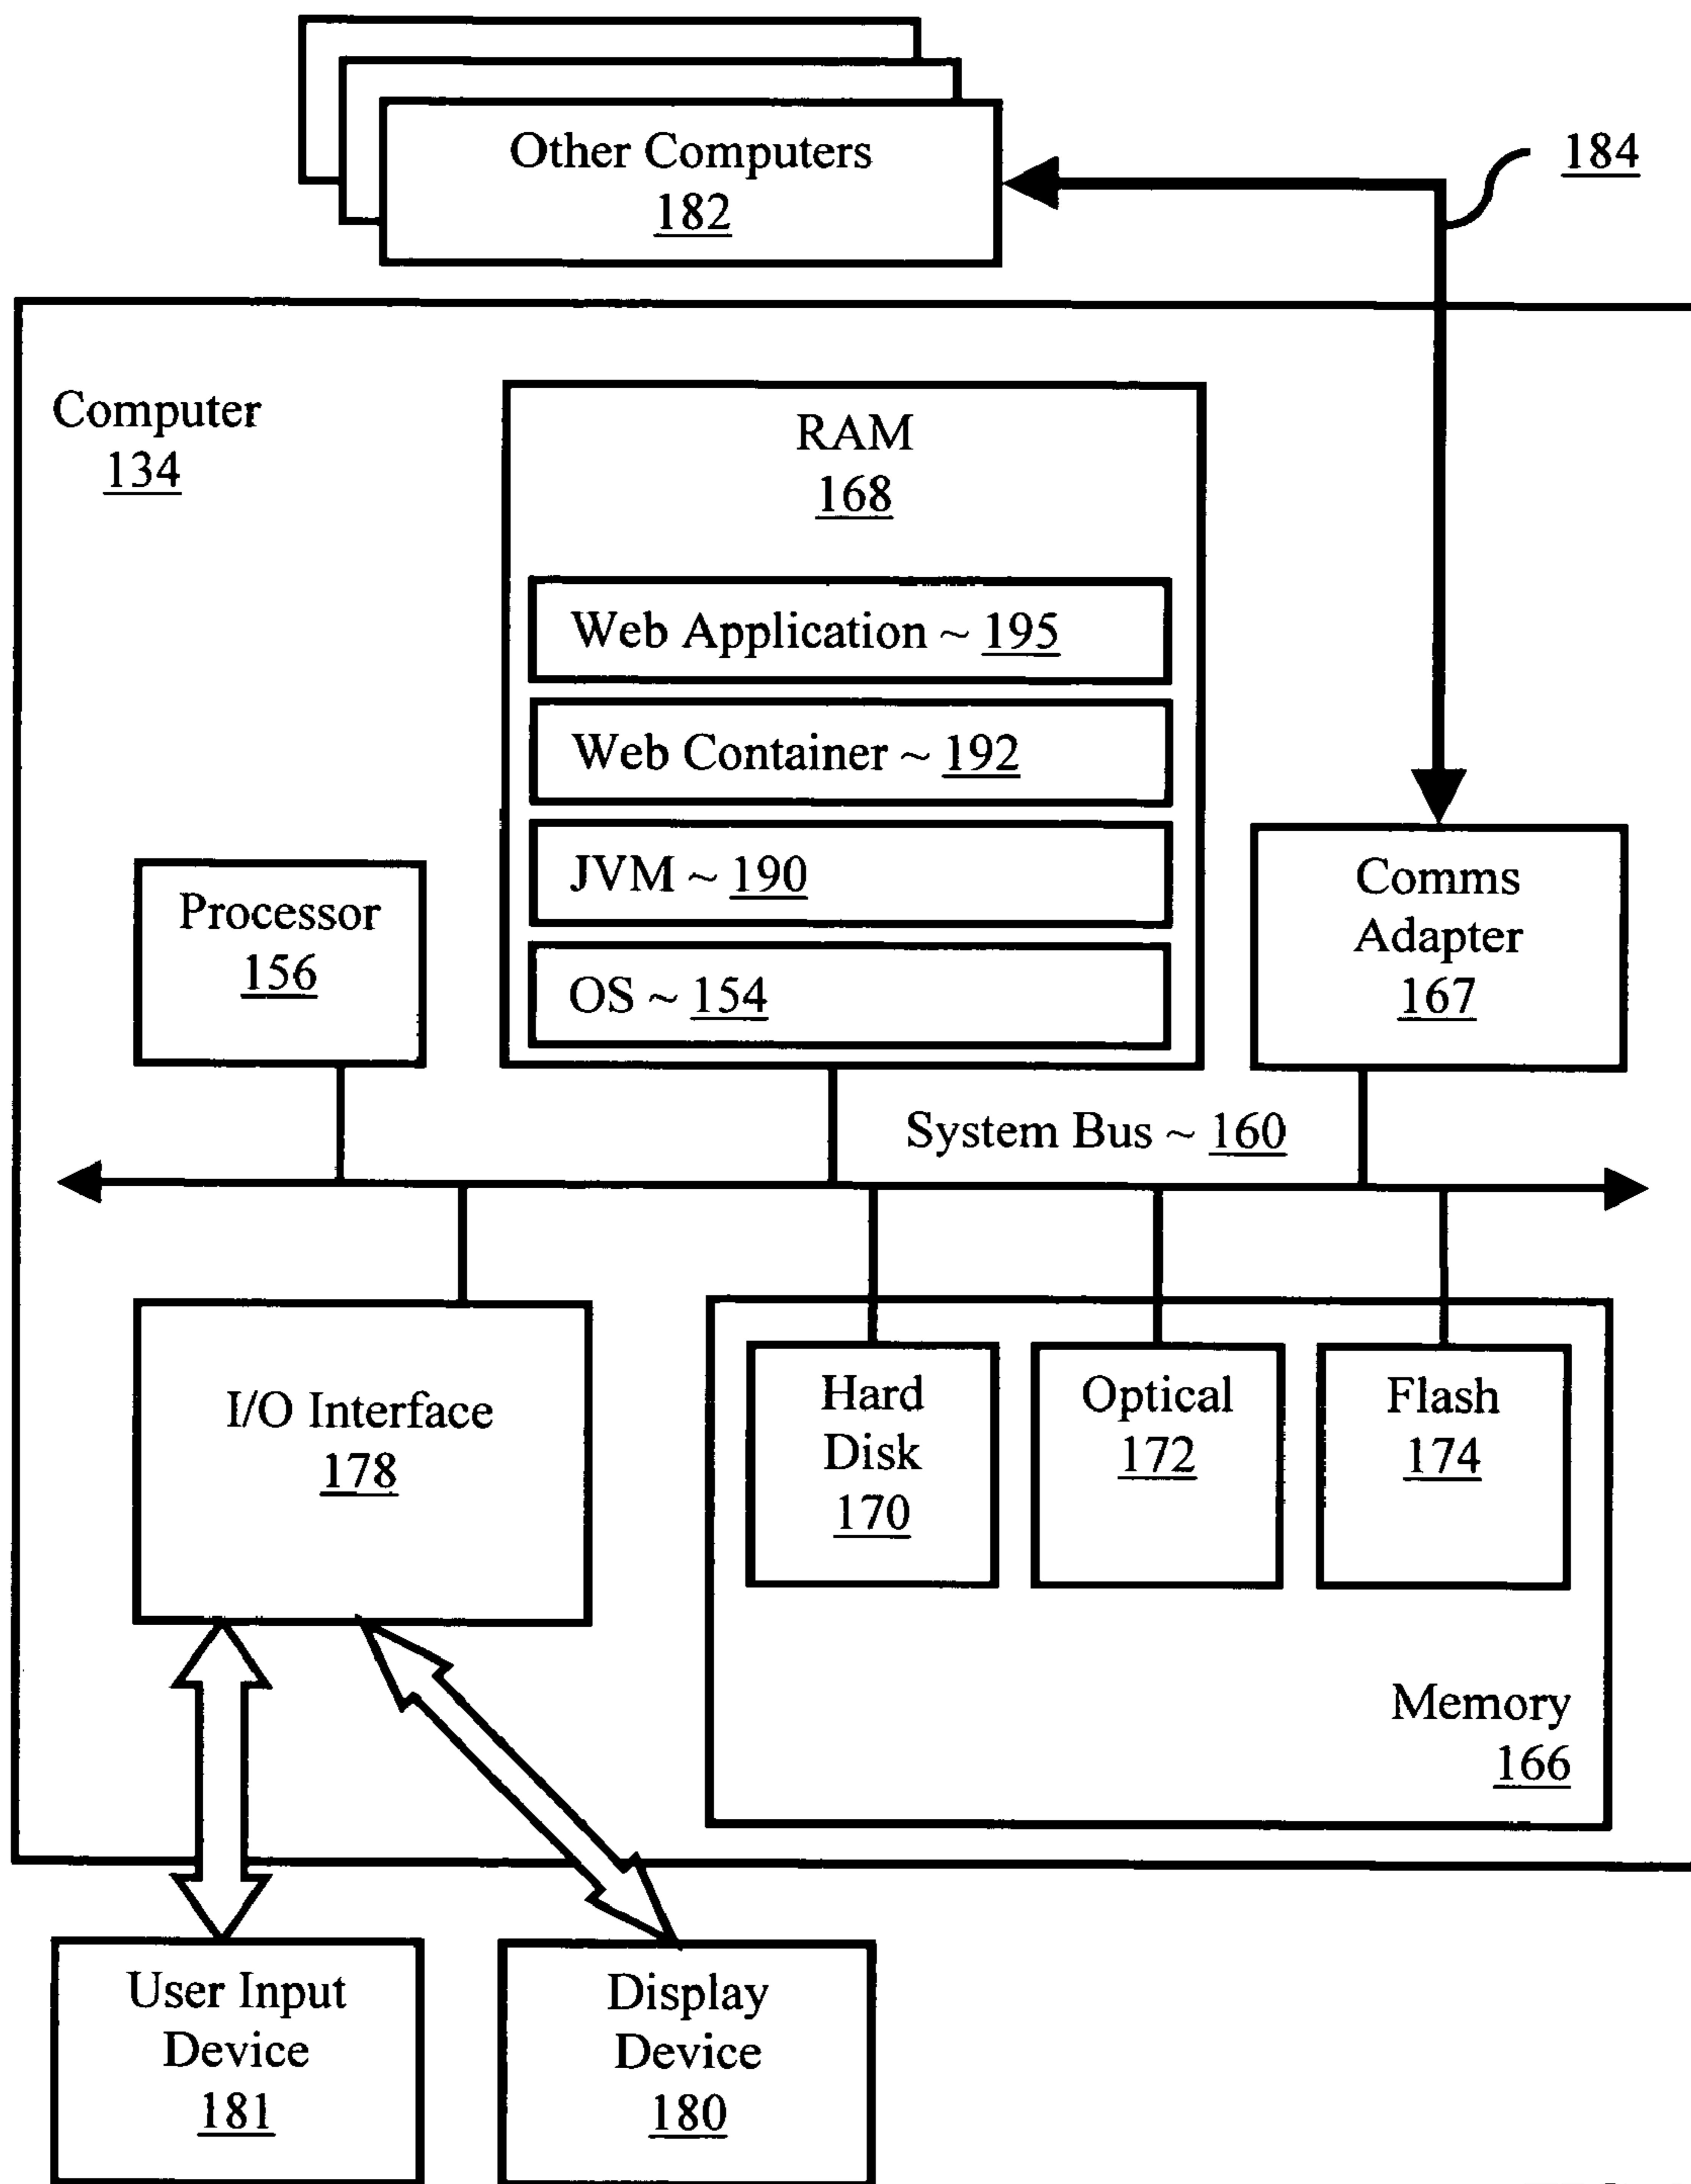 Other Computers
182
184
Computer
134
RAM
168
Web Application ~ 195
Web Container ~ 192
JVM ~ 190
OS ~ 154
Processor
156
Comms
Adapter
167
System Bus ~ 160
I/O Interface
178
Hard
Disk
170
Optical
172
Flash
174
Memory
166
User Input
Device
181
Display
Device
180